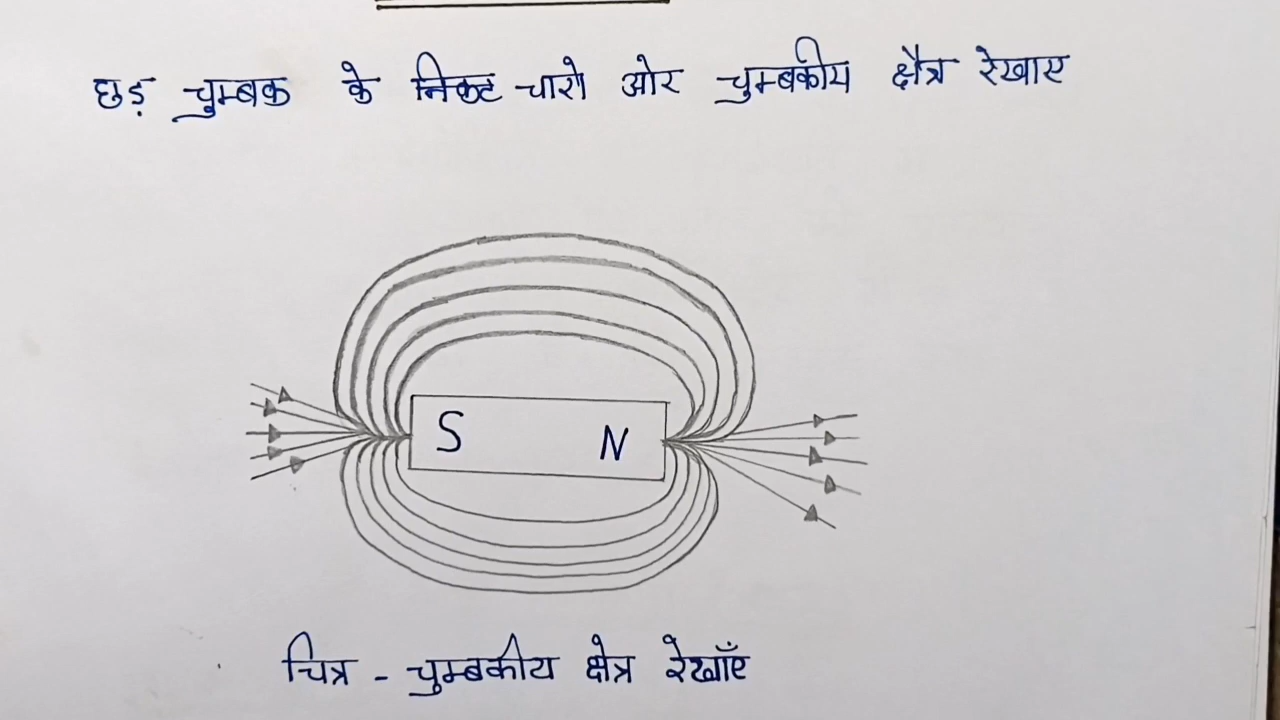 छड़ चुम्बक के निकट चारो ओर चुम्बकीय क्षैत्र रेखाए
S N
चित्र - चुम्बकीय क्षेत्र रेखाएँ